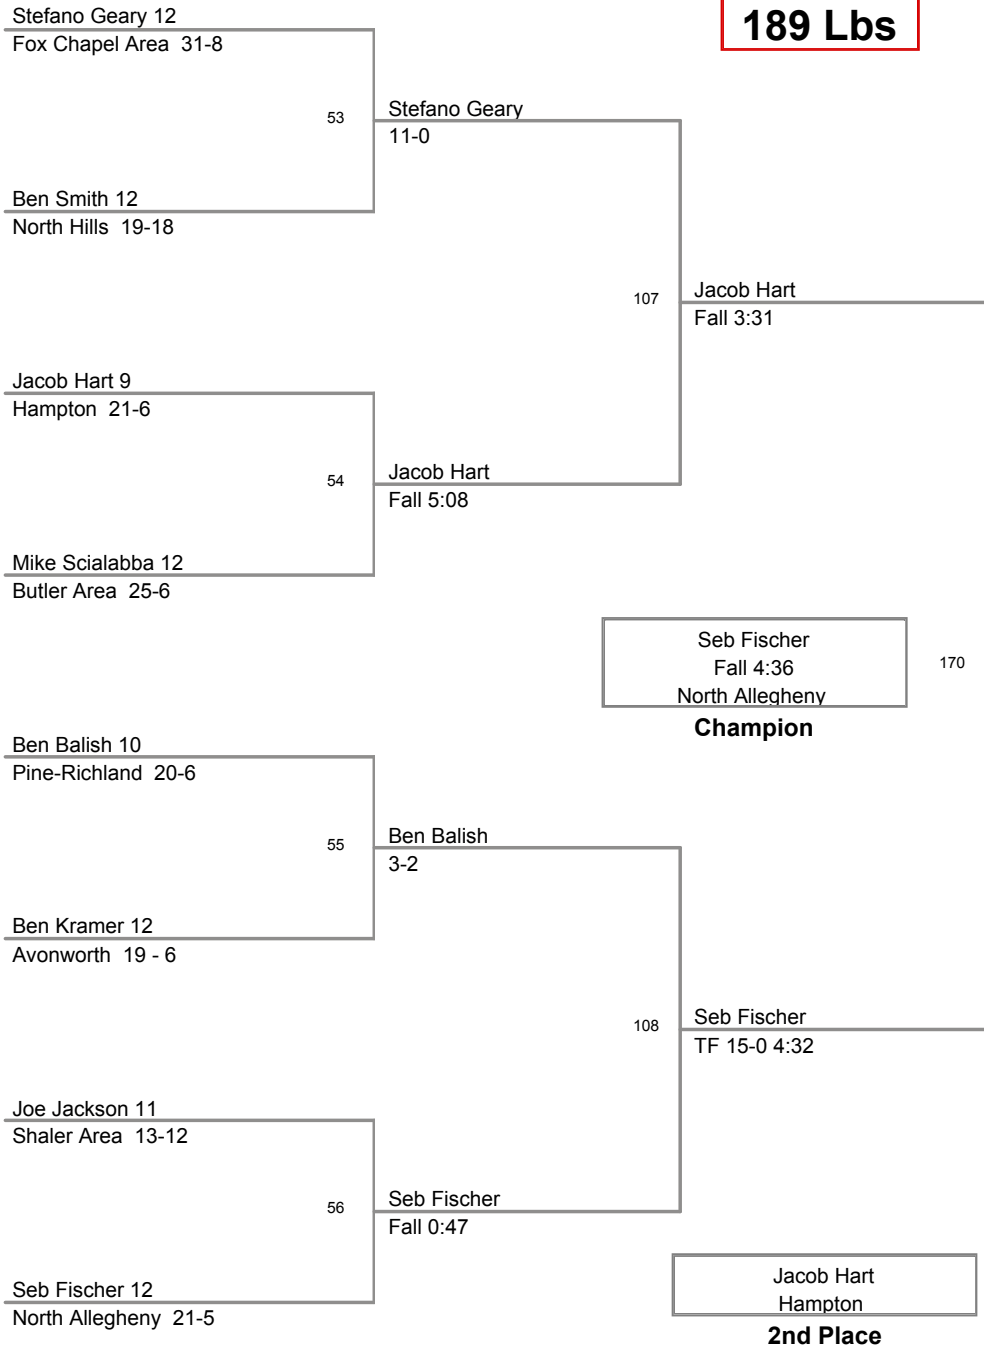 Stefano Geary 12
189 Lbs
Fox Chapel Area  31-8
53
Stefano Geary
11-0
Ben Smith 12
North Hills  19-18
107
Jacob Hart
Fall 3:31
Jacob Hart 9
Hampton  21-6
54
Jacob Hart
Fall 5:08
Mike Scialabba 12
Butler Area  25-6
Seb Fischer
Fall 4:36
170
North Allegheny
Champion
Ben Balish 10
Pine-Richland  20-6
55
Ben Balish
3-2
Ben Kramer 12
Avonworth  19 - 6
108
Seb Fischer
TF 15-0 4:32
Joe Jackson 11
Shaler Area  13-12
56
Seb Fischer
Fall 0:47
Seb Fischer 12
North Allegheny  21-5
Jacob Hart
Hampton
2nd Place